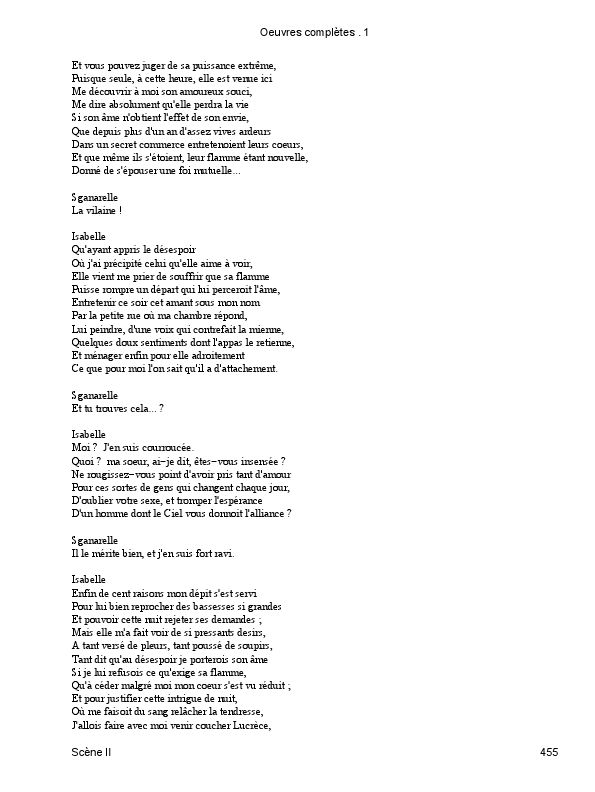 Oeuvres complètes . 1
Et vous pouvez juger de sa puissance extrême,
Puisque seule, à cette heure, elle est venue ici
Me découvrir à moi son amoureux souci,
Me dire absolument qu'elle perdra la vie
Si son âme n'obtient l'effet de son envie,
Que depuis plus d'un an d'assez vives ardeurs
Dans un secret commerce entretenoient leurs coeurs,
Et que même ils s'étoient, leur flamme étant nouvelle,
Donné de s'épouser une foi mutuelle...
Sganarelle
La vilaine !
Isabelle
Qu'ayant appris le désespoir
Où j'ai précipité celui qu'elle aime à voir,
Elle vient me prier de souffrir que sa flamme
Puisse rompre un départ qui lui perceroit l'âme,
Entretenir ce soir cet amant sous mon nom
Par la petite rue où ma chambre répond,
Lui peindre, d'une voix qui contrefait la mienne,
Quelques doux sentiments dont l'appas le retienne,
Et ménager enfin pour elle adroitement
Ce que pour moi l'on sait qu'il a d'attachement.
Sganarelle
Et tu trouves cela... ?
Isabelle
Moi ? J'en suis courroucée.
Quoi ? ma soeur, ai-je dit, êtes-vous insensée ?
Ne rougissez-vous point d'avoir pris tant d'amour
Pour ces sortes de gens qui changent chaque jour,
D'oublier votre sexe, et tromper l'espérance
D'un homme dont le Ciel vous donnoit l'alliance ?
Sganarelle
Il le mérite bien, et j'en suis fort ravi.
Isabelle
Enfin de cent raisons mon dépit s'est servi
Pour lui bien reprocher des bassesses si grandes
Et pouvoir cette nuit rejeter ses demandes ;
Mais elle m'a fait voir de si pressants desirs,
A tant versé de pleurs, tant poussé de soupirs,
Tant dit qu'au désespoir je porterois son âme
Si je lui refusois ce qu'exige sa flamme,
Qu'à céder malgré moi mon coeur s'est vu réduit ;
Et pour justifier cette intrigue de nuit,
Où me faisoit du sang relâcher la tendresse,
J'allois faire avec moi venir coucher Lucrèce,
Scène II
455